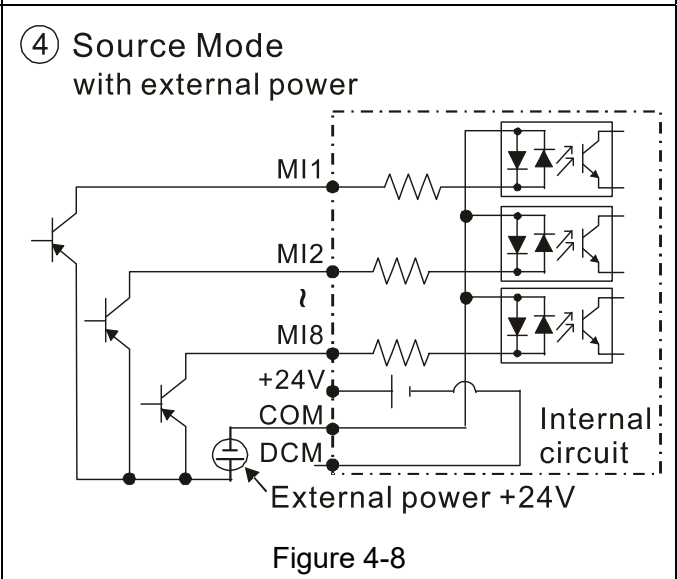 ④ Source Mode
with external power
MI1
MI2
~
MI8
+24V
COM
DCM
Internal
circuit
External power +24V
Figure 4-8